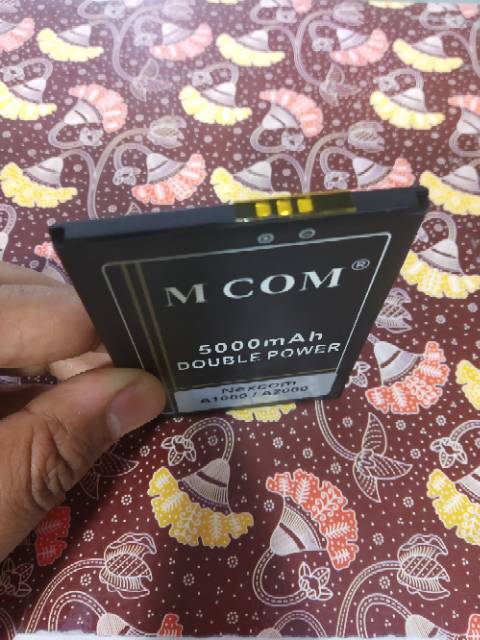 M COM®
5000mAh
DOUBLE POWER
Nexcom
A1000 / A2000